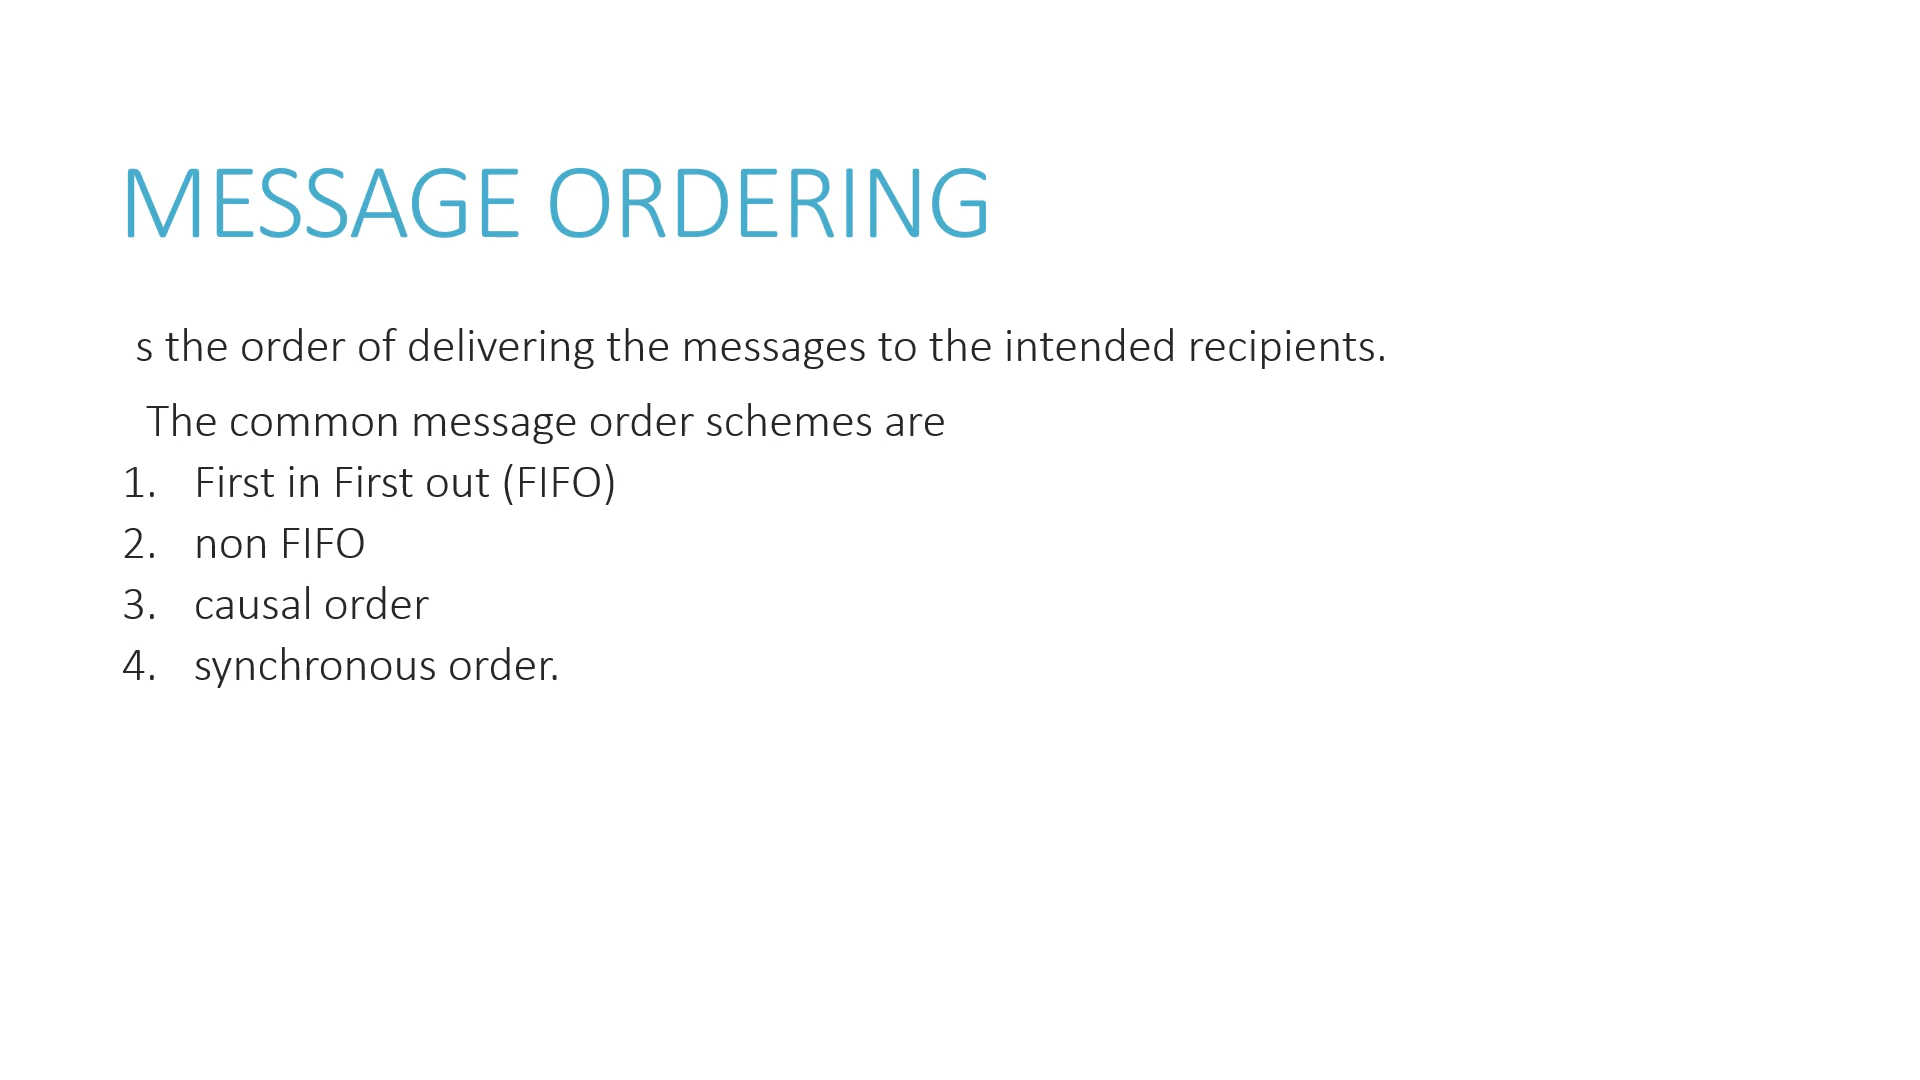 MESSAGE ORDERING
s the order of delivering the messages to the intended recipients.
The common message order schemes are
1. First in First out (FIFO)
2. non FIFO
3. causal order
4. synchronous order.